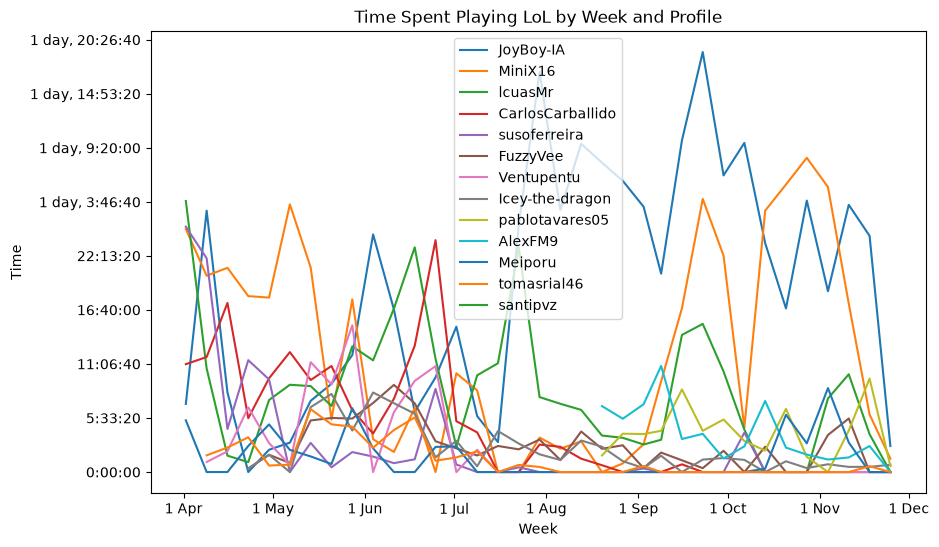 Time Spent Playing LoL by Week and Profile
1 day, 20:26:40
1 day, 14:53:20
1 day, 9:20:00
1 day, 3:46:40
22:13:20
16:40:00
11:06:40
5:33:20
0:00:00
Time
JoyBoy-IA
MiniX16
IcuasMr
CarlosCarballido
susoferreira
FuzzyVee
Ventupentu
Icey-the-dragon
pablotavares05
AlexFM9
Meiporu
tomasrial46
santipvz
1 Apr
1 May
1 Jun
1 Jul
1 Aug
1 Sep
1 Oct
1 Nov
1 Dec
Week